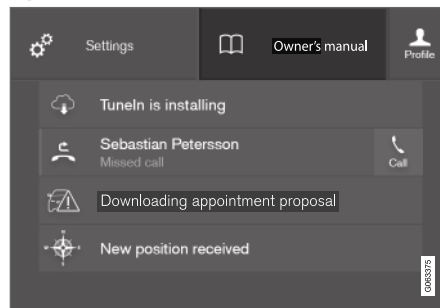 Settings
Owner's manual
Profile
TuneIn is installing
Sebastian Petersson
Missed call
Call
Downloading appointment proposal
New position received
G063375